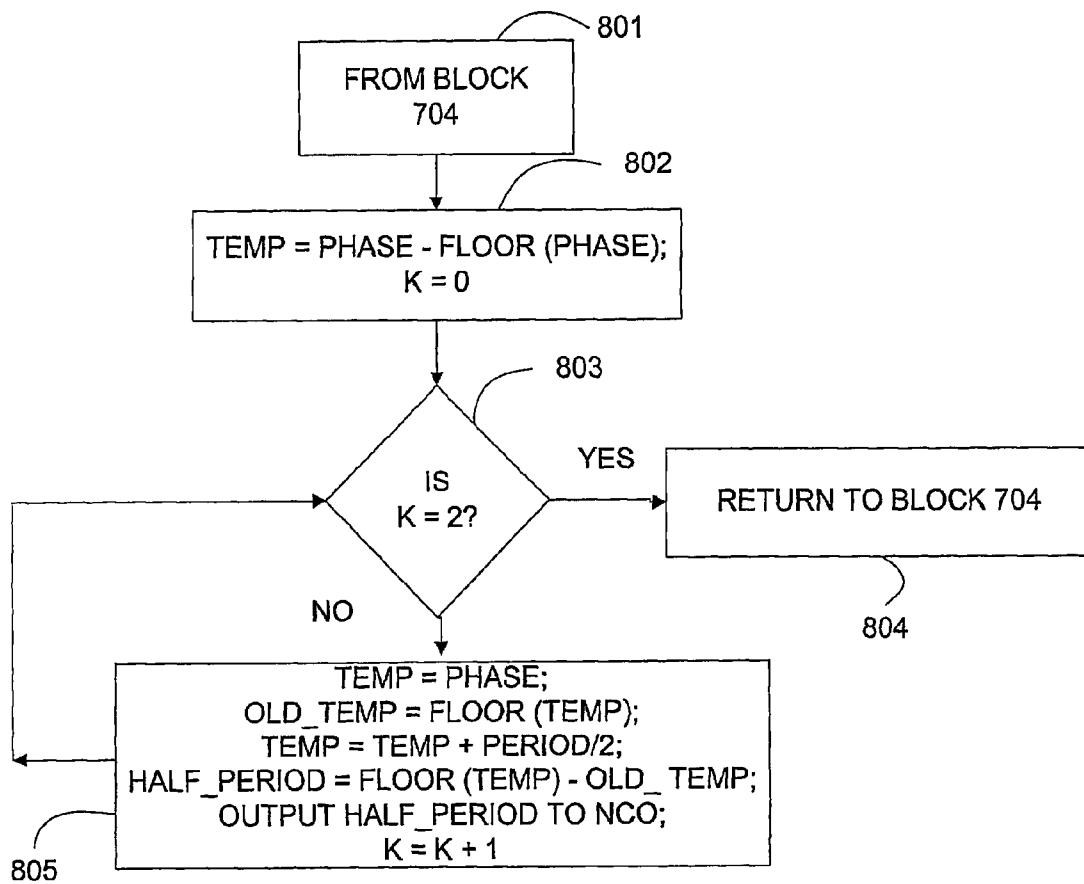 801
FROM BLOCK
704
802
TEMP = PHASE - FLOOR (PHASE);
K = 0
803
IS
K = 2?
YES
RETURN TO BLOCK 704
804
NO
TEMP = PHASE;
OLD_TEMP = FLOOR (TEMP);
TEMP = TEMP + PERIOD/2;
HALF_PERIOD = FLOOR (TEMP) - OLD_ TEMP;
OUTPUT HALF_PERIOD TO NCO;
K = K + 1
805